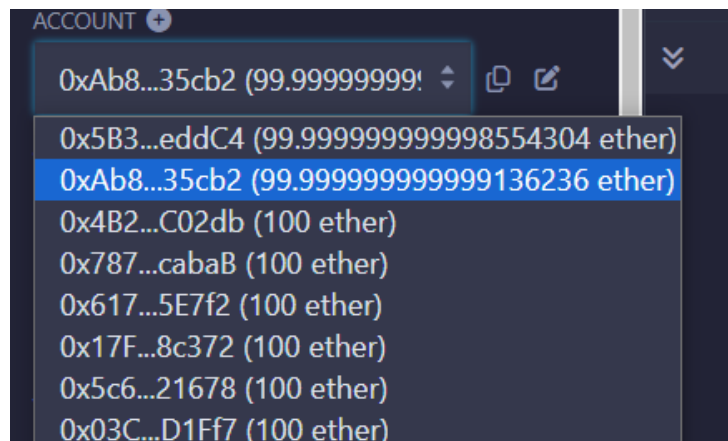 ACCOUNT
0xAb8...35cb2 (99.99999999!
0x5B3...eddC4 (99.999999999998554304 ether)
0xAb8...35cb2 (99.999999999999136236 ether)
0x4B2...C02db (100 ether)
0x787...cabaB (100 ether)
0x617...5E7f2 (100 ether)
0x17F...8c372 (100 ether)
0x5c6...21678 (100 ether)
0x03C...D1Ff7 (100 ether)